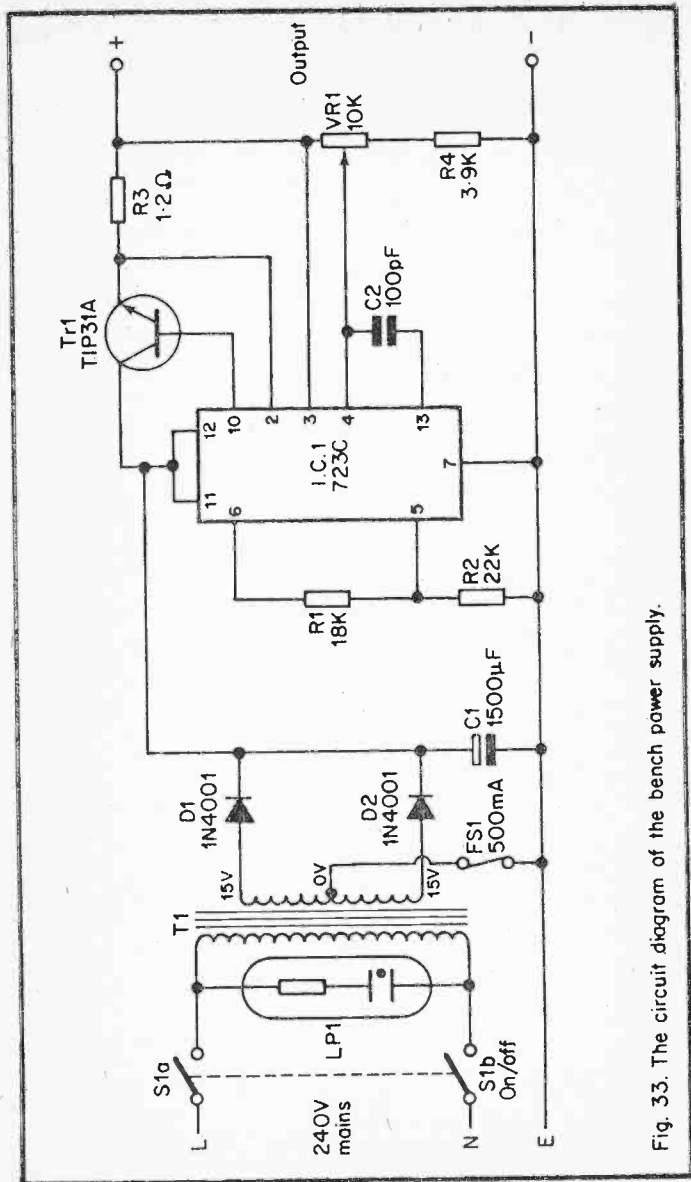 S1a
L
240V
mains
N
S1b
On/off
E
LP1
T1
15V
0V
15V
D1
1N4001
D2
1N4001
FS1
500mA
C1
1500µF
R1
18K
R2
22K
I.C.1
723C
11
12
6
5
10
2
3
4
13
7
Tr1
TIP31A
R3
1·2Ω
C2
100pF
VR1
10K
R4
3·9K
+
Output
-
Fig. 33. The circuit diagram of the bench power supply.